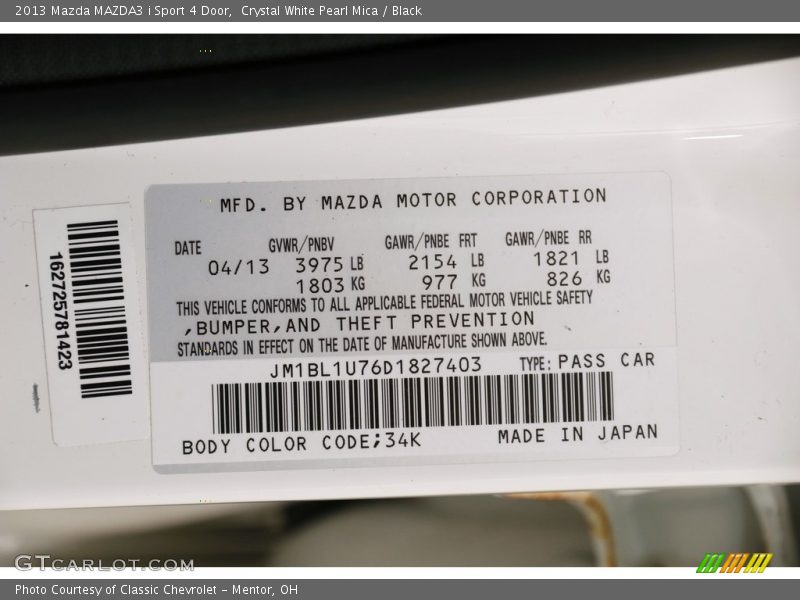 2013 Mazda MAZDA3 i Sport 4 Door,  Crystal White Pearl Mica / Black
MFD. BY MAZDA MOTOR CORPORATION
DATE GVWR/PNBV GAWR/PNBE FRT GAWR/PNBE RR
04/13 3975 LB 2154 LB 1821 LB
1803 KG 977 KG 826 KG
THIS VEHICLE CONFORMS TO ALL APPLICABLE FEDERAL MOTOR VEHICLE SAFETY
,BUMPER,AND THEFT PREVENTION
STANDARDS IN EFFECT ON THE DATE OF MANUFACTURE SHOWN ABOVE.
JM1BL1U76D1827403 TYPE: PASS CAR
BODY COLOR CODE;34K MADE IN JAPAN
162725781423
GTCARLOT.COM
Photo Courtesy of Classic Chevrolet - Mentor, OH